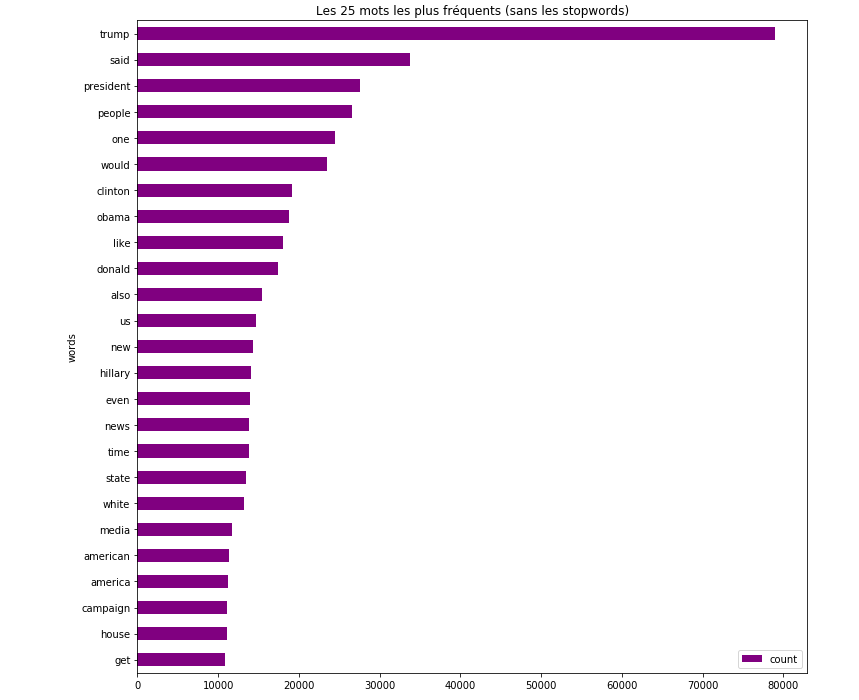 Les 25 mots les plus fréquents (sans les stopwords)
trump
said
president
people
one
would
clinton
obama
like
donald
also
us
new
hillary
even
news
time
state
white
media
american
america
campaign
house
get
words
count
0 10000 20000 30000 40000 50000 60000 70000 80000